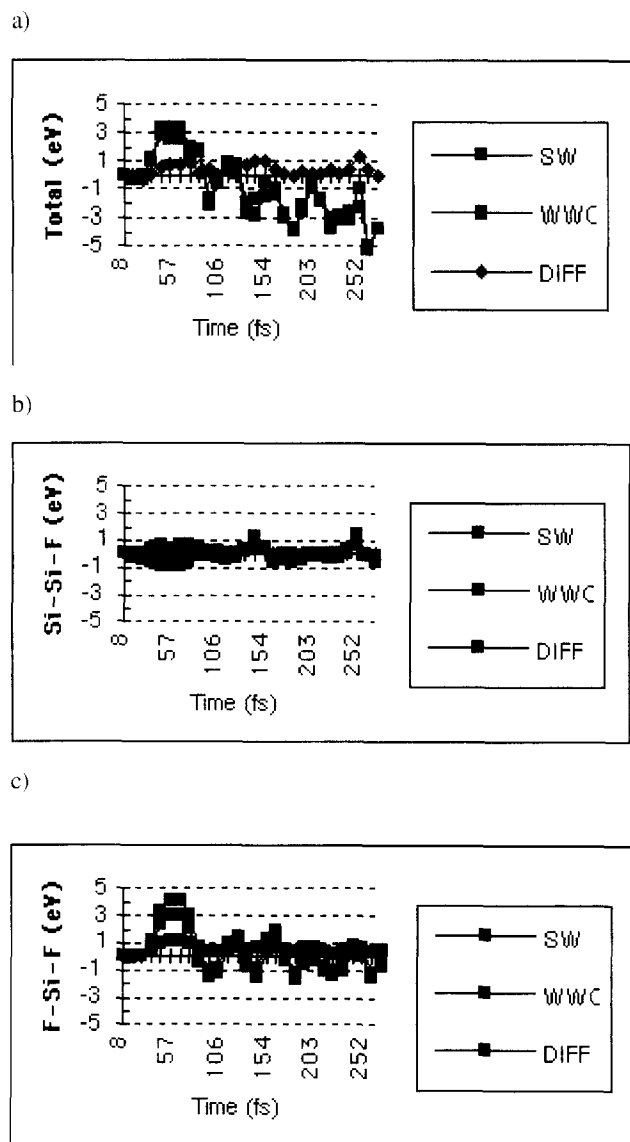 a)
Total (eV)
5
3
1
-1
-3
-5
8
57
106
154
203
252
Time (fs)
SW
WWC
DIFF
b)
Si-Si-F (eV)
5
3
1
-1
-3
-5
8
57
106
154
203
252
Time (fs)
SW
WWC
DIFF
c)
F-Si-F (eV)
5
3
1
-1
-3
-5
8
57
106
154
203
252
Time (fs)
SW
WWC
DIFF